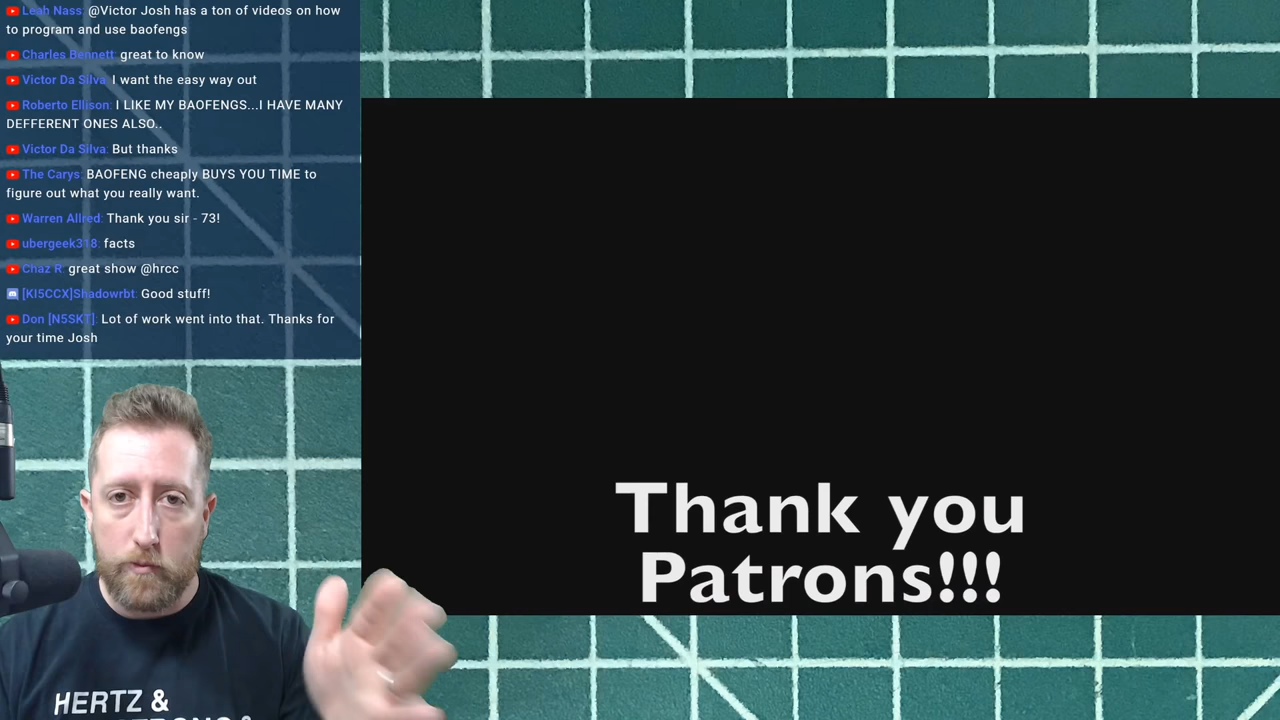 Leah Nass: @Victor Josh has a ton of videos on how
to program and use baofengs
Charles Bennett: great to know
Victor Da Silva: I want the easy way out
Roberto Ellison: I LIKE MY BAOFENGS...I HAVE MANY
DEFFERENT ONES ALSO..
Victor Da Silva: But thanks
The Carys: BAOFENG cheaply BUYS YOU TIME to
figure out what you really want.
Warren Allred: Thank you sir - 73!
ubergeek318: facts
Chaz R: great show @hrcc
[KI5CCX]Shadowrbt: Good stuff!
Don [N5SKT]: Lot of work went into that. Thanks for
your time Josh
Thank you
Patrons!!!
HERTZ &